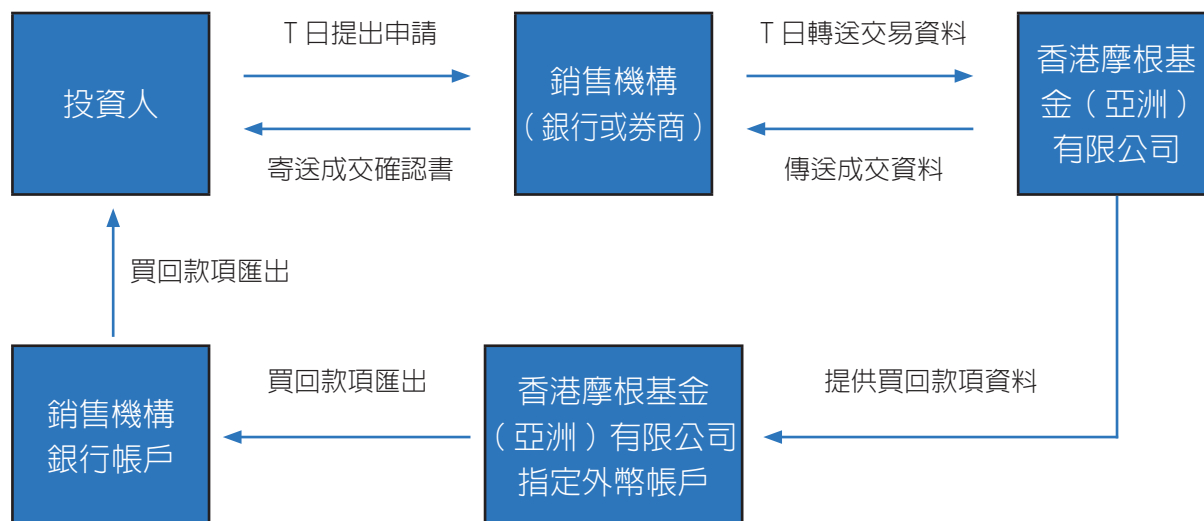 T日提出申請
T日轉送交易資料
投資人
銷售機構
（銀行或券商）
香港摩根基
金（亞洲）
有限公司
寄送成交確認書
傳送成交資料
買回款項匯出
買回款項匯出
提供買回款項資料
銷售機構
銀行帳戶
香港摩根基金
（亞洲）有限公司
指定外幣帳戶